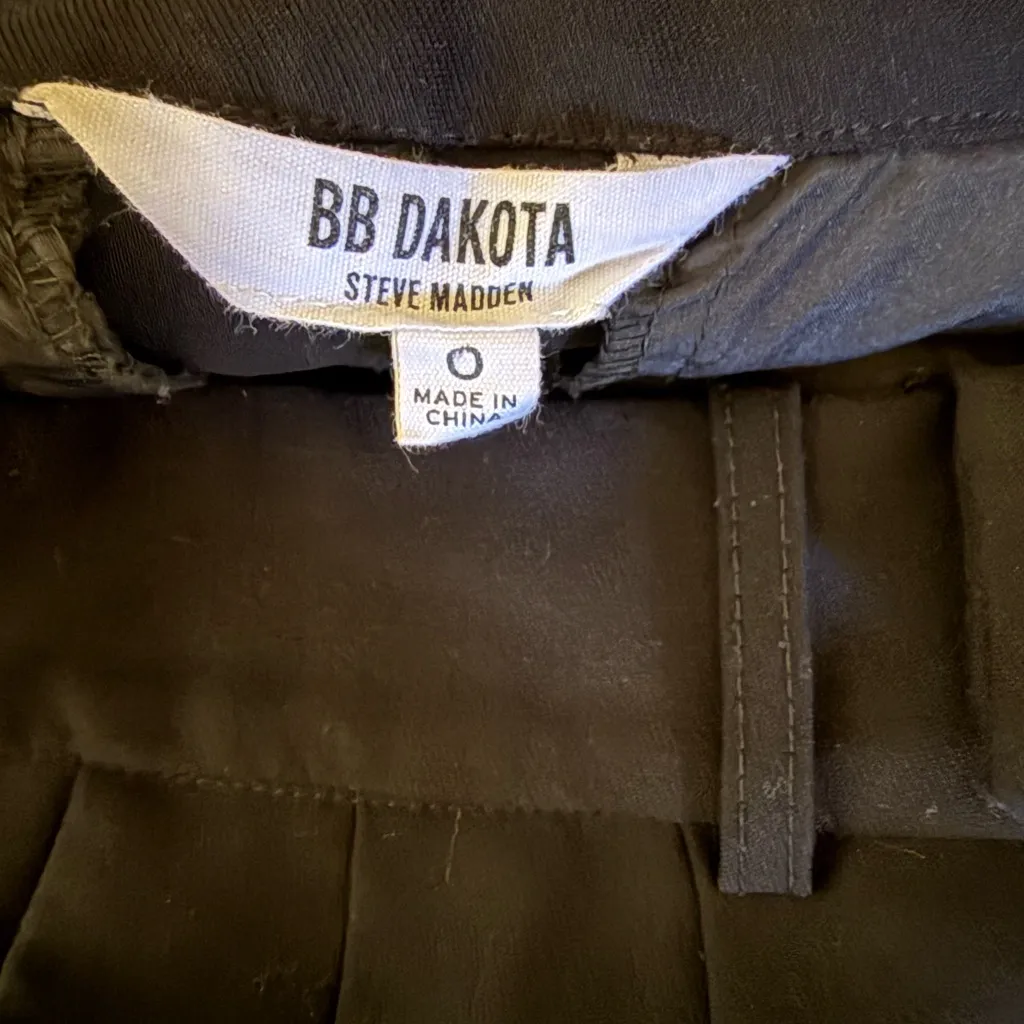 BB DAKOTA
STEVE MADDEN
0
MADE IN
CHINA